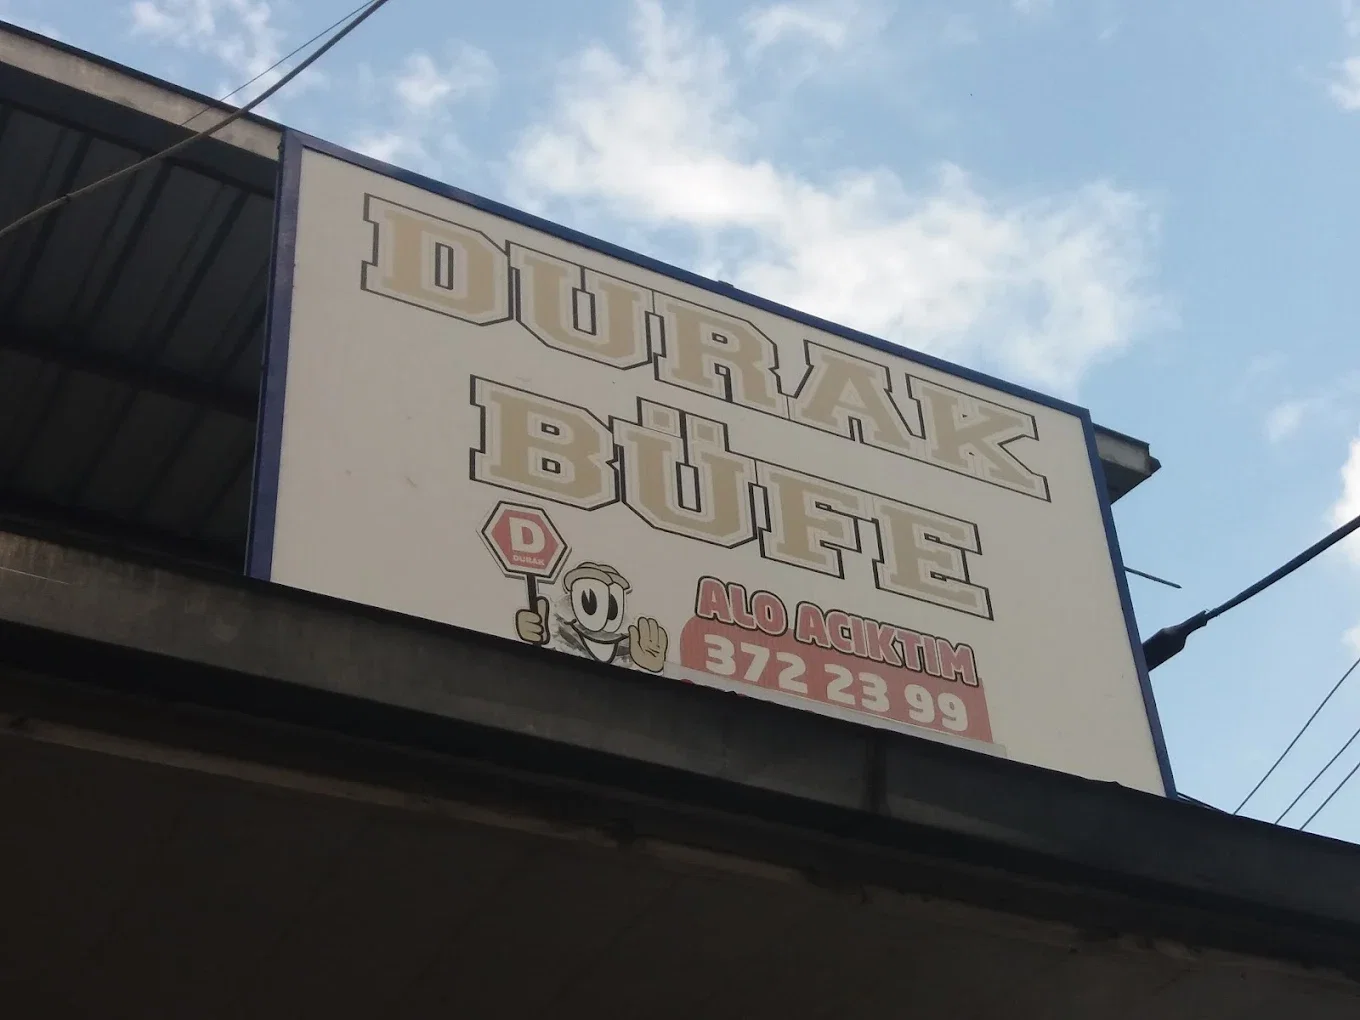 DURAK
BÜFE
D
DURAK
ALO ACIKTIM
372 23 99